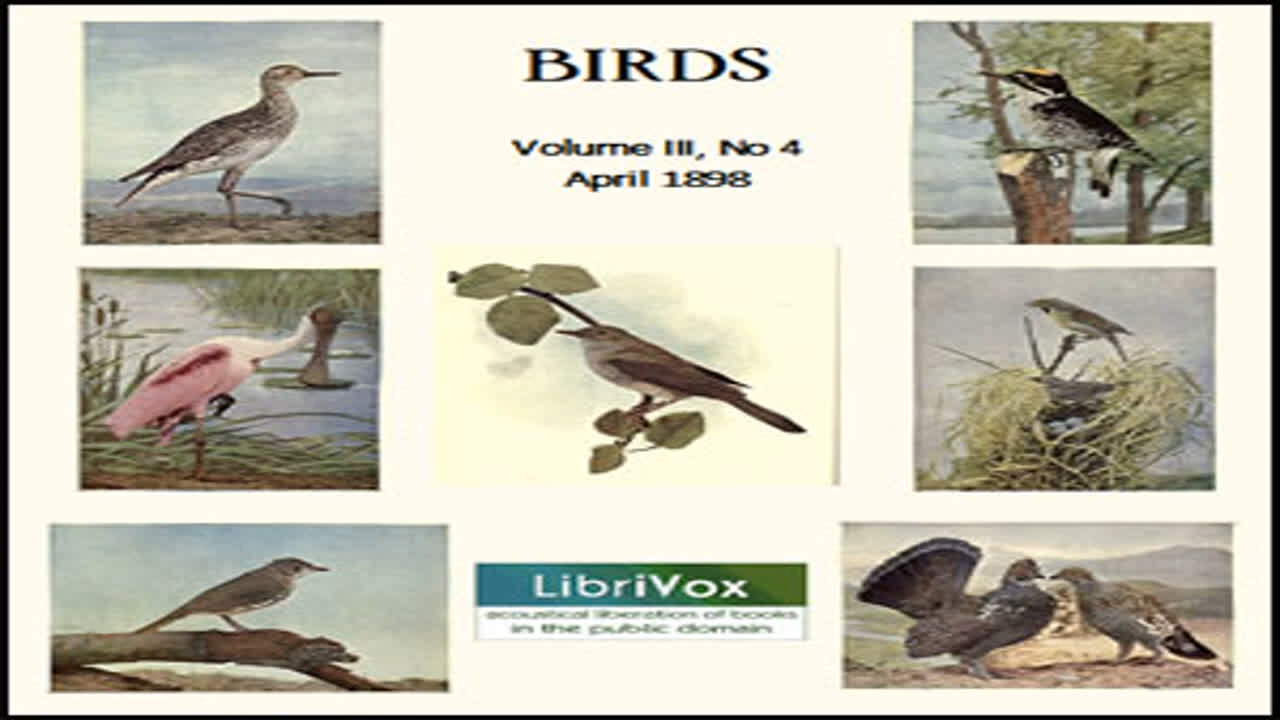 BIRDS
Volume III, No 4
April 1898
LibriVox
acoustical liberation of books
in the public domain